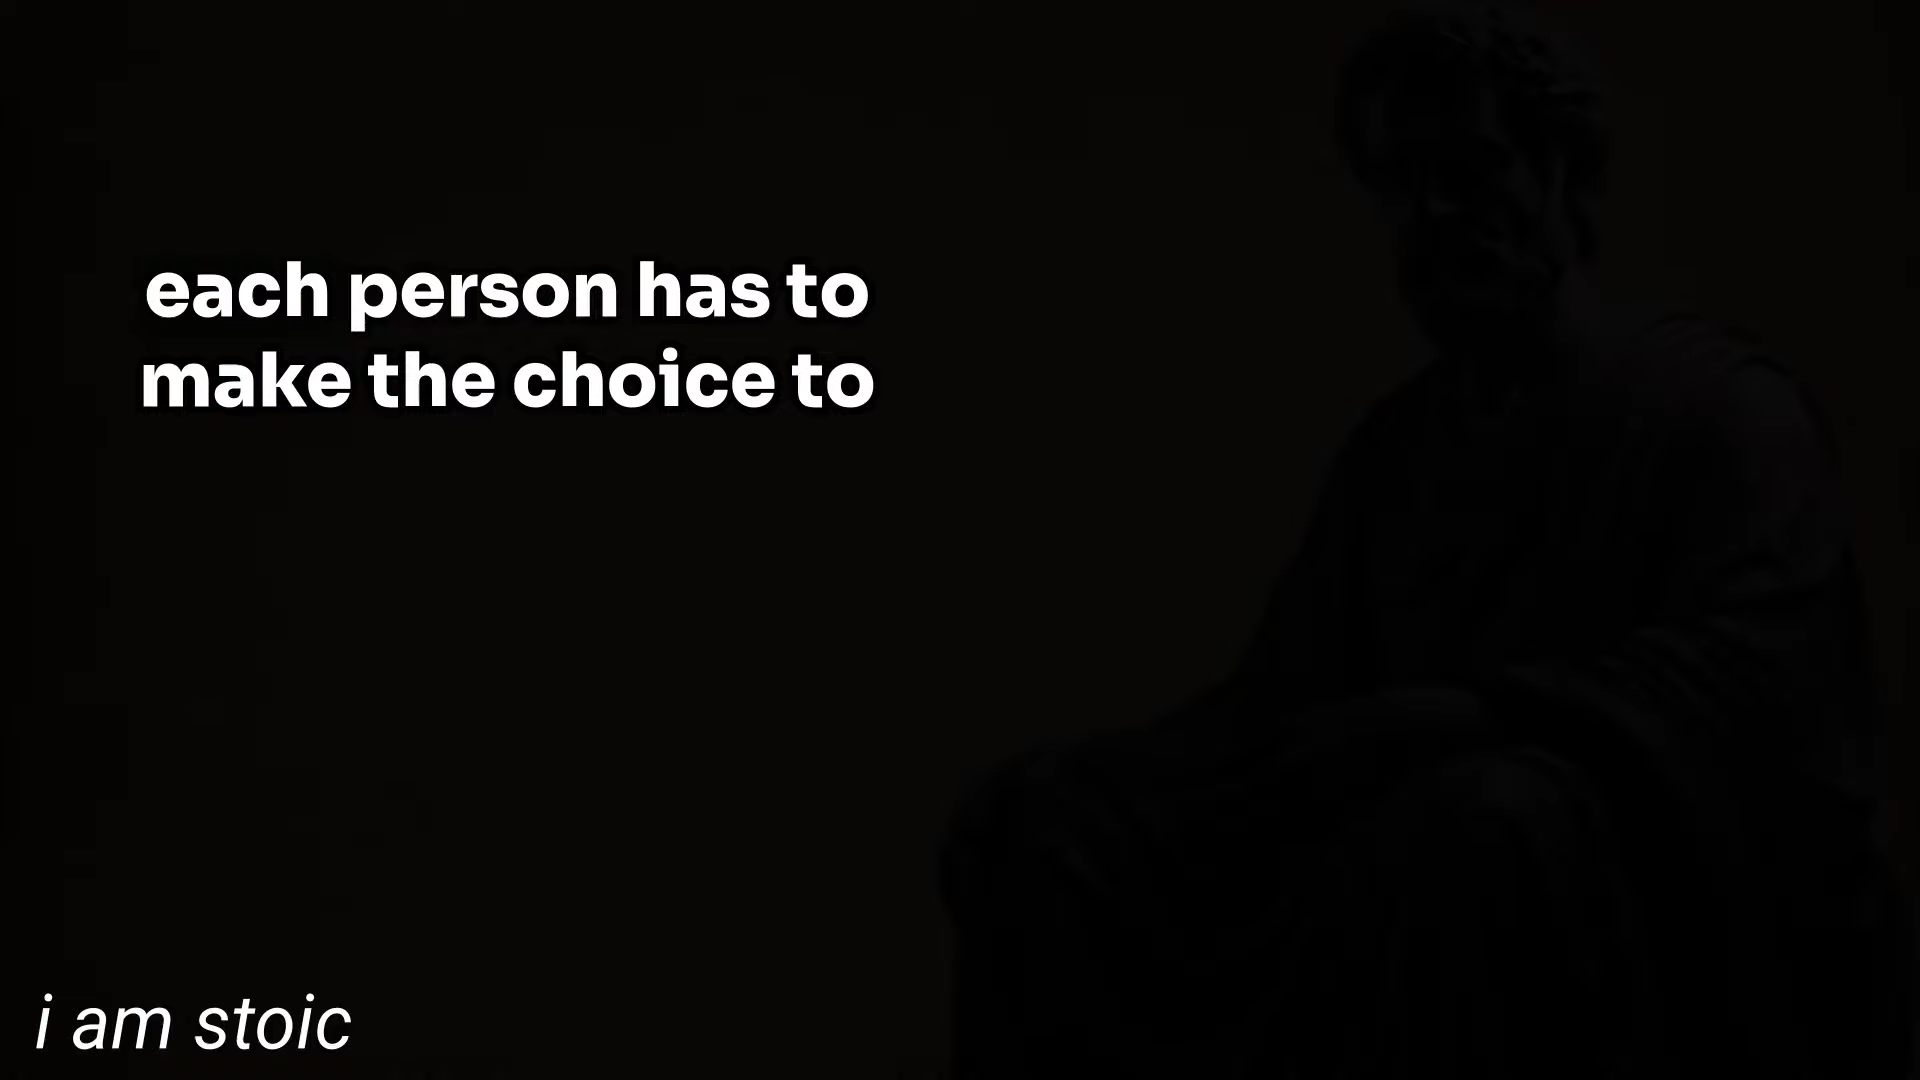 each person has to
make the choice to
i am stoic